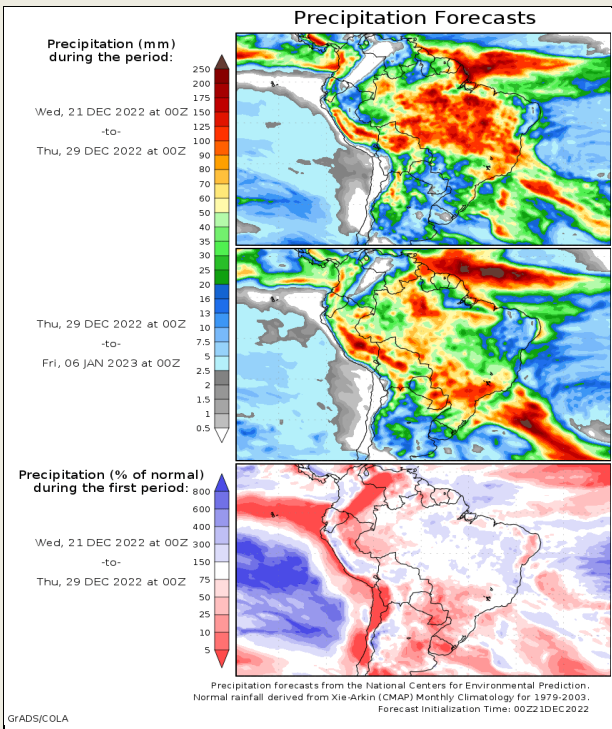 Precipitation Forecasts
Precipitation (mm)
during the period:
Wed, 21 DEC 2022 at 00Z
-to-
Thu, 29 DEC 2022 at 00Z
250
200
175
150
125
100
90
80
70
60
50
40
35
30
25
20
16
13
10
7.5
5
2.5
2
1.5
1
0.5
Thu, 29 DEC 2022 at 00Z
-to-
Fri, 06 JAN 2023 at 00Z
Precipitation (% of normal)
during the first period:
Wed, 21 DEC 2022 at 00Z
-to-
Thu, 29 DEC 2022 at 00Z
800
600
400
300
150
75
50
25
10
5
Precipitation forecasts from the National Centers for Environmental Prediction.
Normal rainfall derived from Xie-Arkin (CMAP) Monthly Climatology for 1979-2003.
Forecast Initialization Time: 00Z21DEC2022
GrADS/COLA